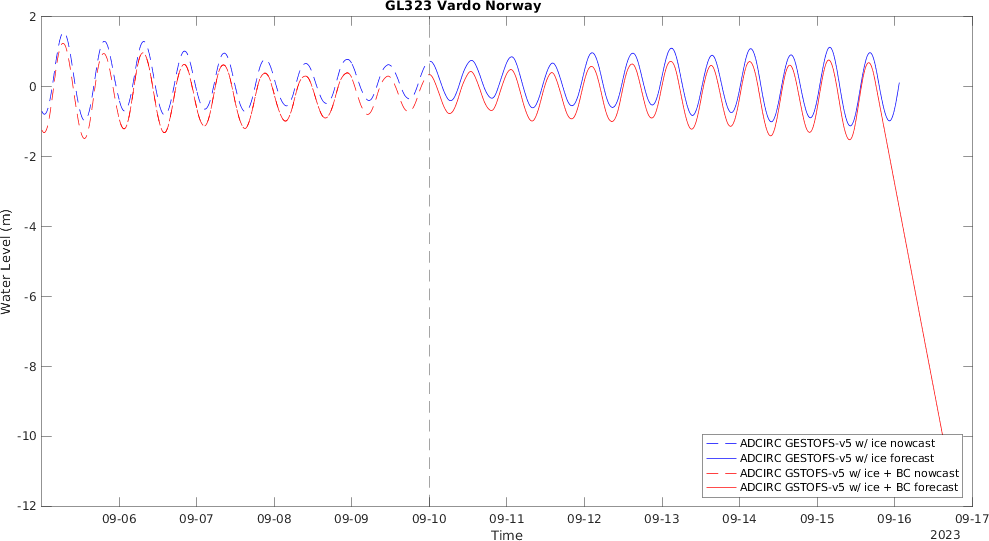 GL323 Vardo Norway
Water Level (m)
2
0
-2
-4
-6
-8
-10
-12
ADCIRC GESTOFS-v5 w/ ice nowcast
ADCIRC GESTOFS-v5 w/ ice forecast
ADCIRC GSTOFS-v5 w/ ice + BC nowcast
ADCIRC GSTOFS-v5 w/ ice + BC forecast
09-06 09-07 09-08 09-09 09-10 09-11 09-12 09-13 09-14 09-15 09-16 09-17
Time
2023